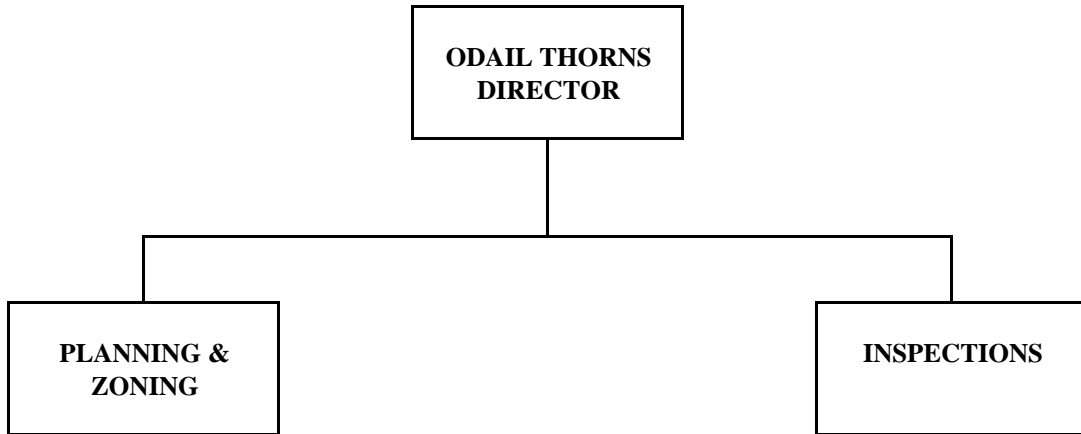 ODAIL THORNS
DIRECTOR
PLANNING &
ZONING
INSPECTIONS